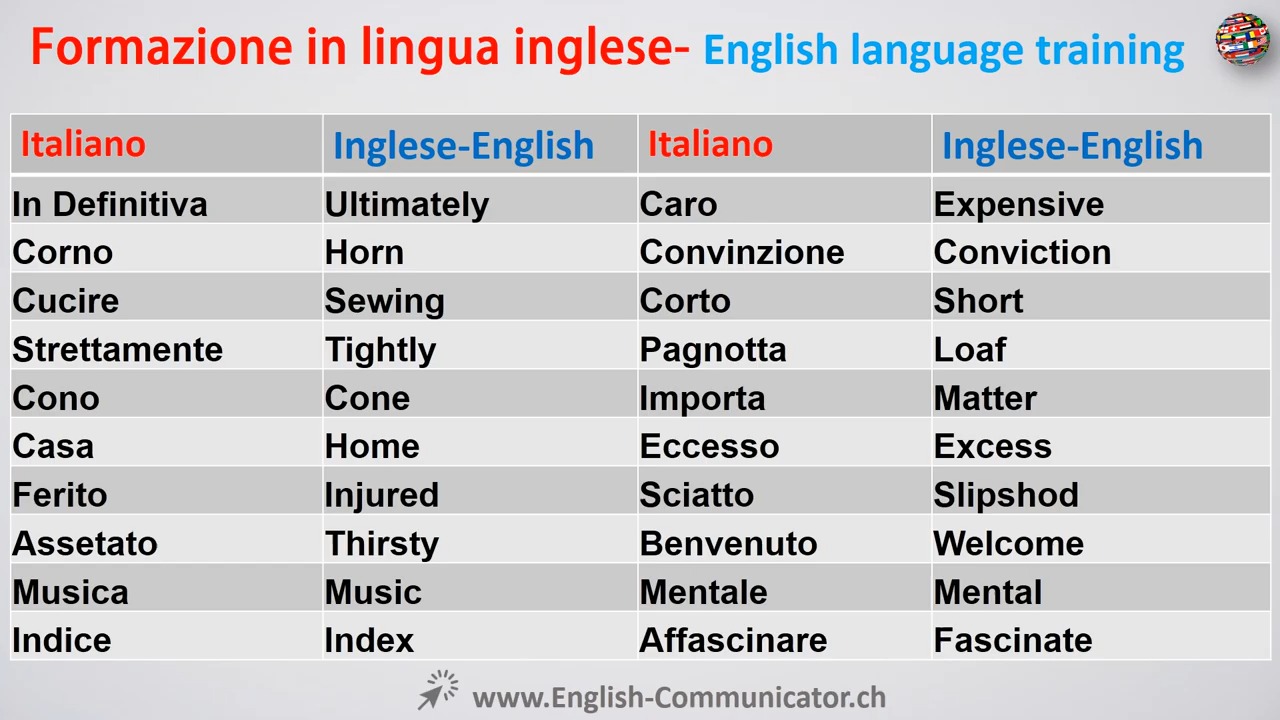 Formazione in lingua inglese- English language training
Italiano Inglese-English Italiano Inglese-English
In Definitiva Ultimately Caro Expensive
Corno Horn Convinzione Conviction
Cucire Sewing Corto Short
Strettamente Tightly Pagnotta Loaf
Cono Cone Importa Matter
Casa Home Eccesso Excess
Ferito Injured Sciatto Slipshod
Assetato Thirsty Benvenuto Welcome
Musica Music Mentale Mental
Indice Index Affascinare Fascinate
www.English-Communicator.ch